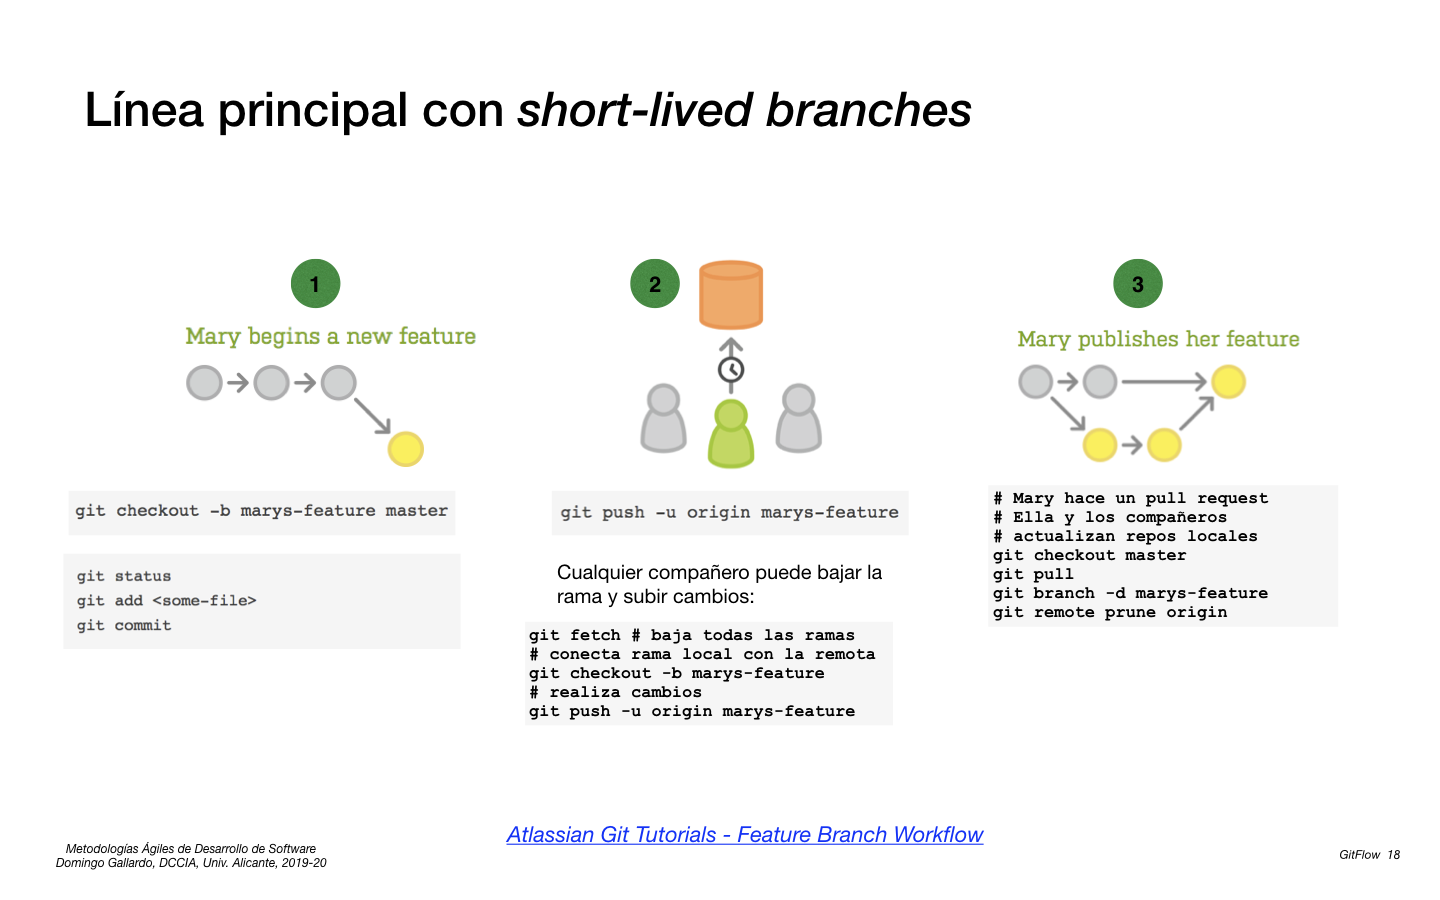 Línea principal con short-lived branches
1
Mary begins a new feature
git checkout -b marys-feature master
git status
git add <some-file>
git commit
2
git push -u origin marys-feature
Cualquier compañero puede bajar la
rama y subir cambios:
git fetch # baja todas las ramas
# conecta rama local con la remota
git checkout -b marys-feature
# realiza cambios
git push -u origin marys-feature
3
Mary publishes her feature
# Mary hace un pull request
# Ella y los compañeros
# actualizan repos locales
git checkout master
git pull
git branch -d marys-feature
git remote prune origin
Atlassian Git Tutorials - Feature Branch Workflow
Metodologías Ágiles de Desarrollo de Software
Domingo Gallardo, DCCIA, Univ. Alicante, 2019-20
GitFlow 18